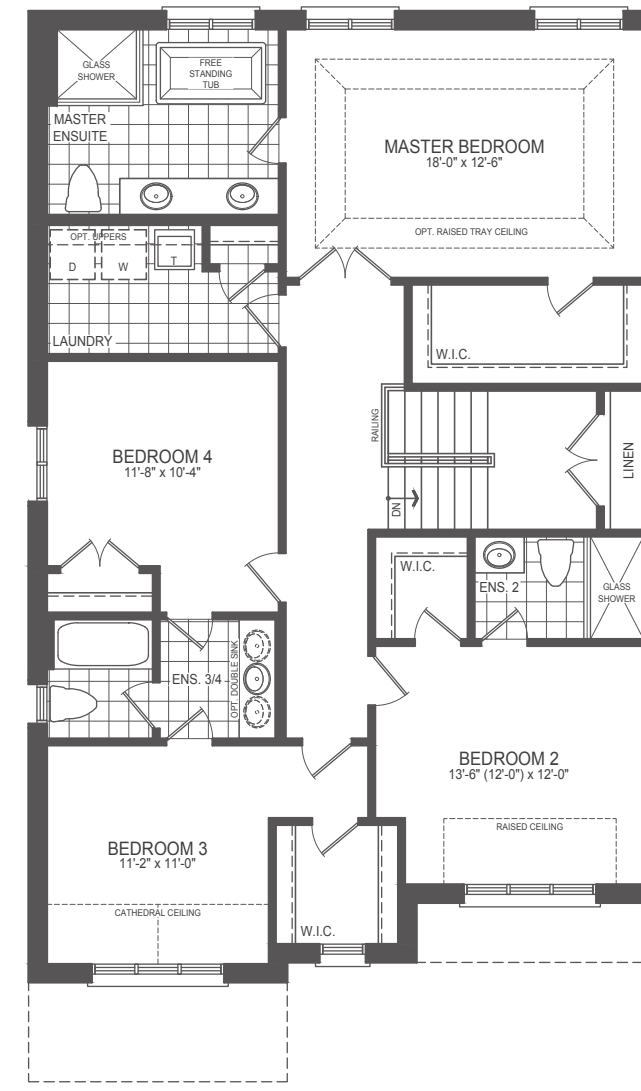 GLASS
SHOWER
FREE
STANDING
TUB
MASTER
ENSUITE
MASTER BEDROOM
18'-0" x 12'-6"
OPT. RAISED TRAY CEILING
OPT. UPPERS
D
W
T
LAUNDRY
W.I.C.
BEDROOM 4
11'-8" x 10'-4"
RAILING
LINEN
DN
W.I.C.
ENS. 2
GLASS
SHOWER
ENS. 3/4
OPT. DOUBLE SINK
BEDROOM 2
13'-6" (12'-0") x 12'-0"
RAISED CEILING
BEDROOM 3
11'-2" x 11'-0"
CATHEDRAL CEILING
W.I.C.